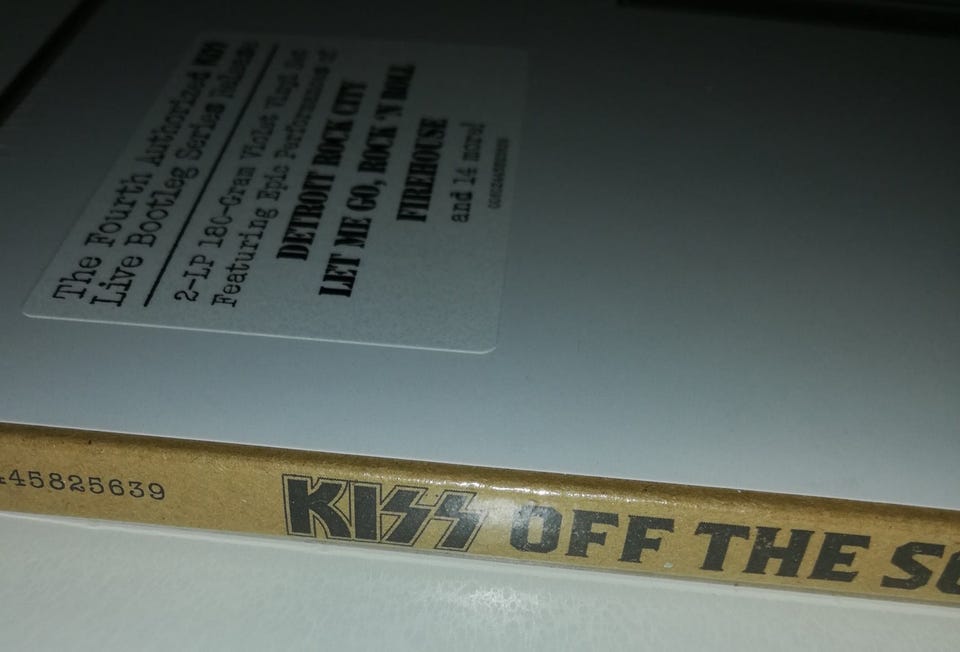 The Fourth Authorized KISS
Live Bootleg Series Release
2-LP 180-Gram Violet Vinyl Set
Featuring Epic Performances of
DETROIT ROCK CITY
LET ME GO, ROCK 'N ROLL
FIREHOUSE
and 14 more!
45825639 KISS OFF THE